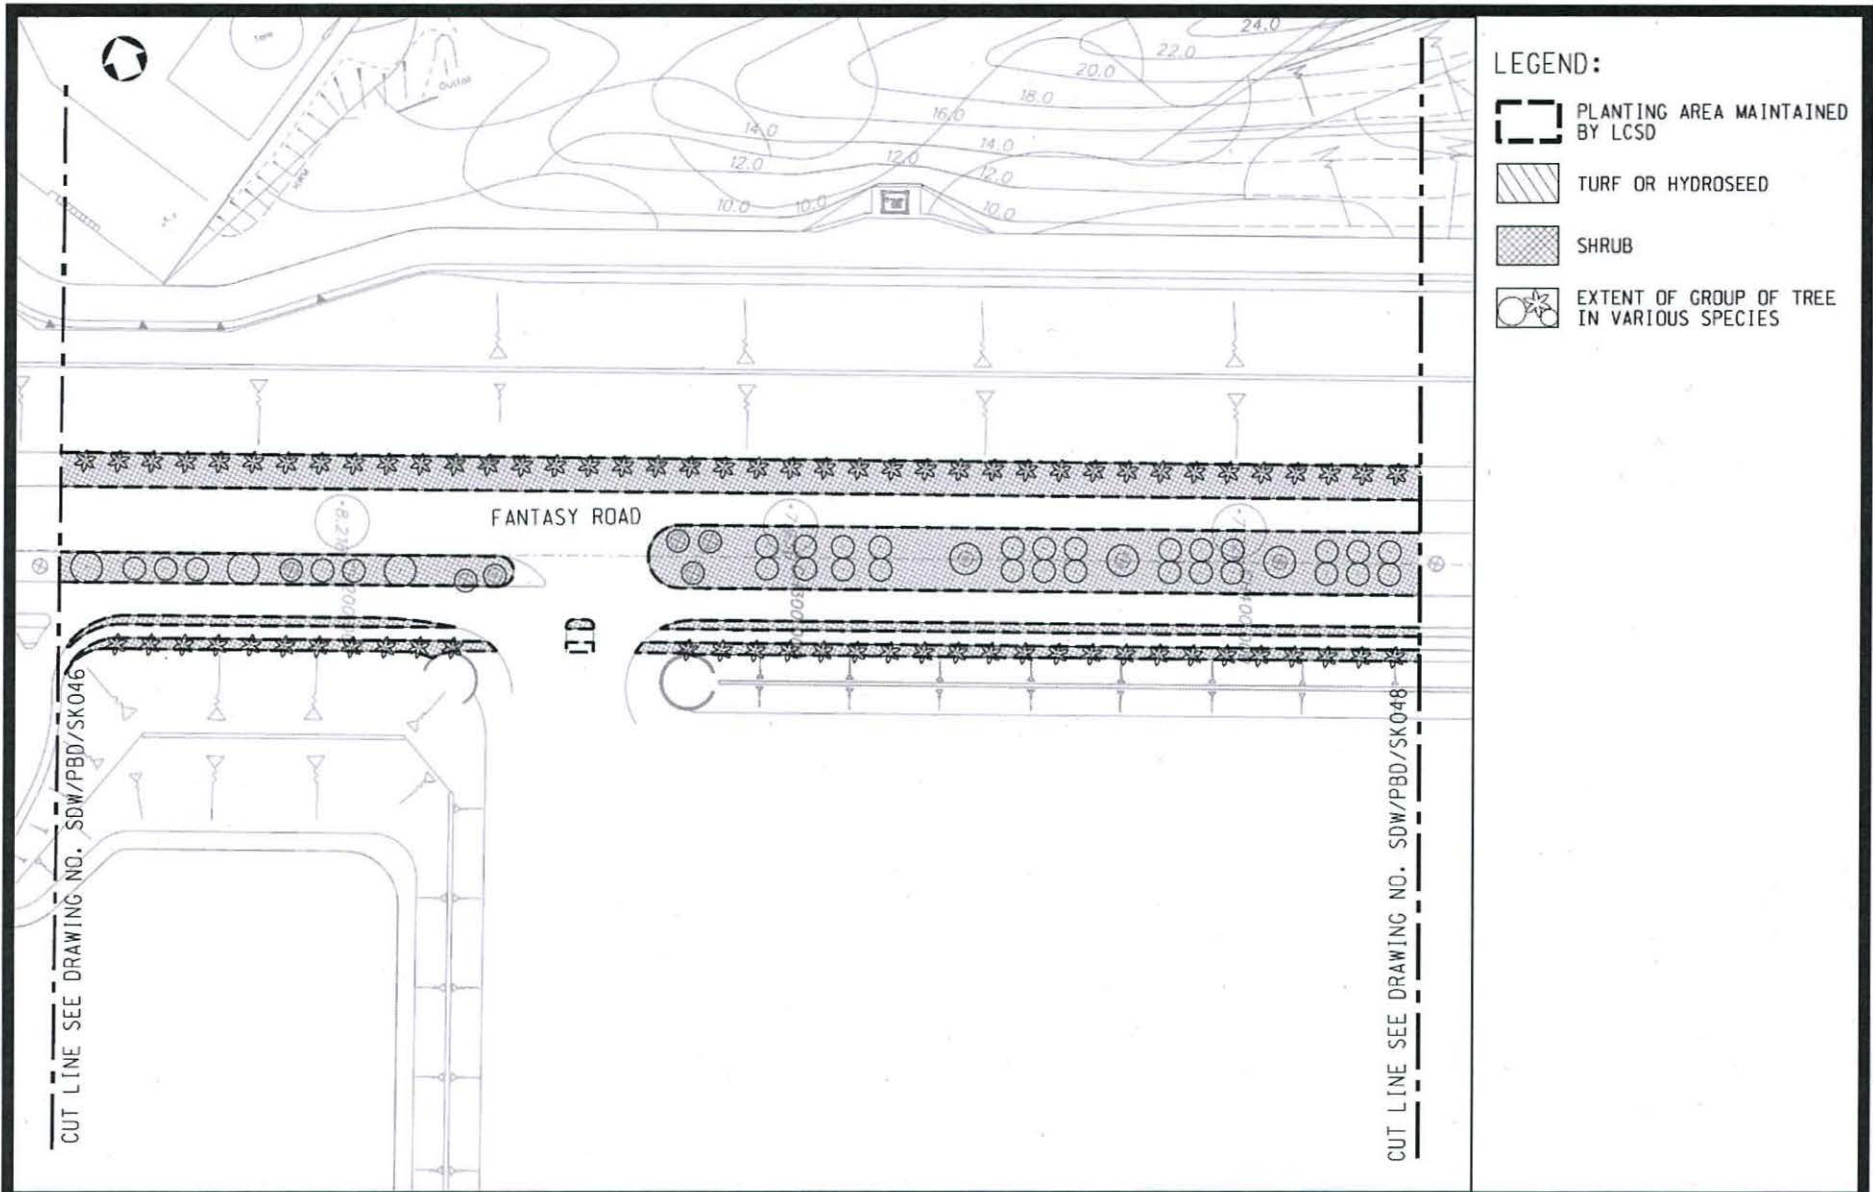 LEGEND:
PLANTING AREA MAINTAINED
BY LCSD
TURF OR HYDROSEED
SHRUB
EXTENT OF GROUP OF TREE
IN VARIOUS SPECIES
24.0
22.0
20.0
18.0
16.0
14.0
14.0
12.0
12.0
12.0
10.0
10.0
10.0
Tank
Outfall
HWM
FANTASY ROAD
CUT LINE SEE DRAWING NO. SDW/PBD/SK046
CUT LINE SEE DRAWING NO. SDW/PBD/SK048